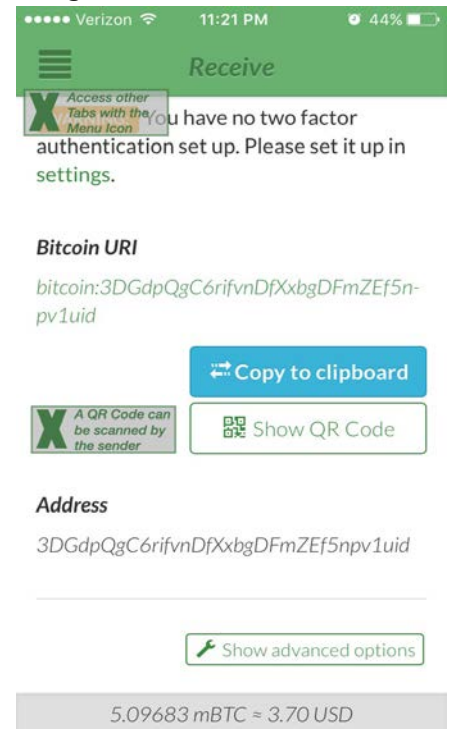 Verizon 11:21 PM 44%
Receive
Access other
Tabs with the
Menu Icon
X
You have no two factor
authentication set up. Please set it up in
settings.
Bitcoin URI
bitcoin:3DGdpQgC6rifvnDfXxbgDFmZEf5n-
pv1uid
Copy to clipboard
X
A QR Code can
be scanned by
the sender
Show QR Code
Address
3DGdpQgC6rifvnDfXxbgDFmZEf5npv1uid
Show advanced options
5.09683 mBTC ≈ 3.70 USD